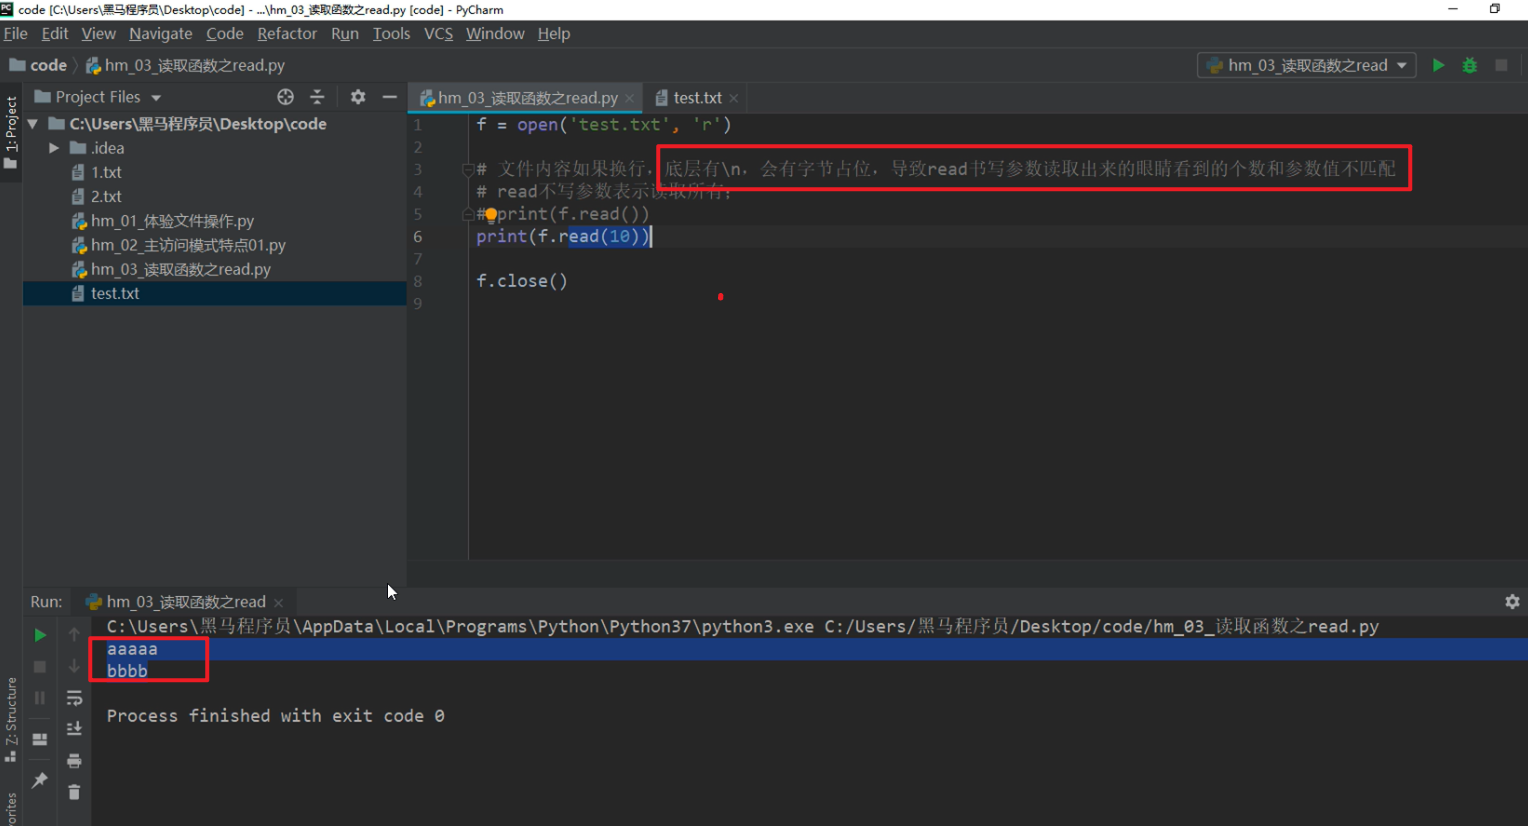 code [C:\Users\黑马程序员\Desktop\code] - ...\hm_03_读取函数之read.py [code] - PyCharm
File Edit View Navigate Code Refactor Run Tools VCS Window Help
code hm_03_读取函数之read.py
hm_03_读取函数之read
1: Project
Project Files
C:\Users\黑马程序员\Desktop\code
.idea
1.txt
2.txt
hm_01_体验文件操作.py
hm_02_主访问模式特点01.py
hm_03_读取函数之read.py
test.txt
hm_03_读取函数之read.py test.txt
1 f = open('test.txt', 'r')
2
3 # 文件内容如果换行，底层有\n，会有字节占位，导致read书写参数读取出来的眼睛看到的个数和参数值不匹配
4 # read不写参数表示读取所有；
5 # print(f.read())
6 print(f.read(10))
7
8 f.close()
9
Run: hm_03_读取函数之read
C:\Users\黑马程序员\AppData\Local\Programs\Python\Python37\python3.exe C:/Users/黑马程序员/Desktop/code/hm_03_读取函数之read.py
aaaaa
bbbb
Process finished with exit code 0
Z: Structure